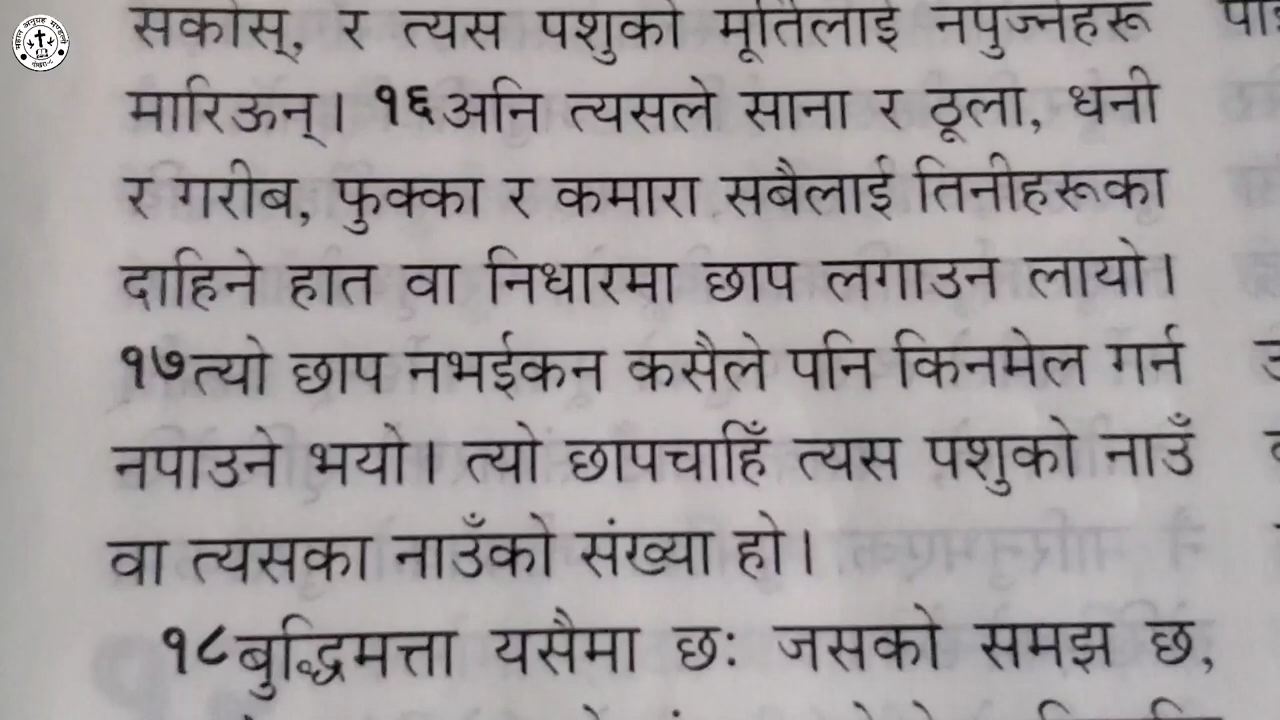 सकोस्, र त्यस पशुको मूर्तिलाई नपुज्नेहरू
मारिऊन्। १६अनि त्यसले साना र ठूला, धनी
र गरीब, फुक्का र कमारा सबैलाई तिनीहरूका
दाहिने हात वा निधारमा छाप लगाउन लायो।
१७त्यो छाप नभईकन कसैले पनि किनमेल गर्न
नपाउने भयो। त्यो छापचाहिँ त्यस पशुको नाउँ
वा त्यसका नाउँको संख्या हो।
१८बुद्धिमत्ता यसैमा छः जसको समझ छ,